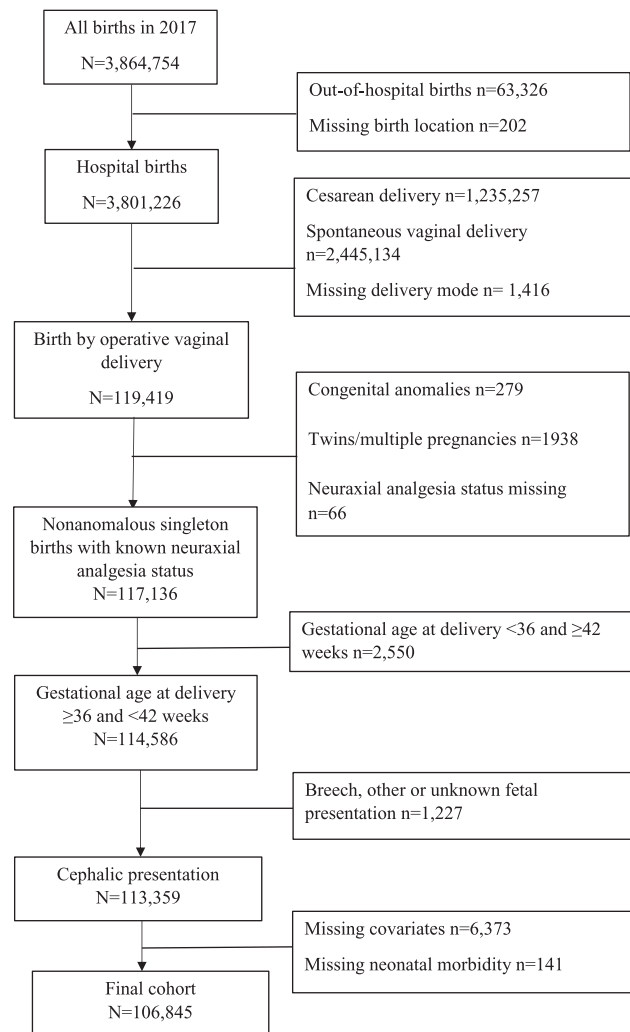 All births in 2017
N=3,864,754
Out-of-hospital births n=63,326
Missing birth location n=202
Hospital births
N=3,801,226
Cesarean delivery n=1,235,257
Spontaneous vaginal delivery
n=2,445,134
Missing delivery mode n= 1,416
Birth by operative vaginal
delivery
N=119,419
Congenital anomalies n=279
Twins/multiple pregnancies n=1938
Neuraxial analgesia status missing
n=66
Nonanomalous singleton
births with known neuraxial
analgesia status
N=117,136
Gestational age at delivery <36 and ≥42
weeks n=2,550
Gestational age at delivery
≥36 and <42 weeks
N=114,586
Breech, other or unknown fetal
presentation n=1,227
Cephalic presentation
N=113,359
Missing covariates n=6,373
Missing neonatal morbidity n=141
Final cohort
N=106,845